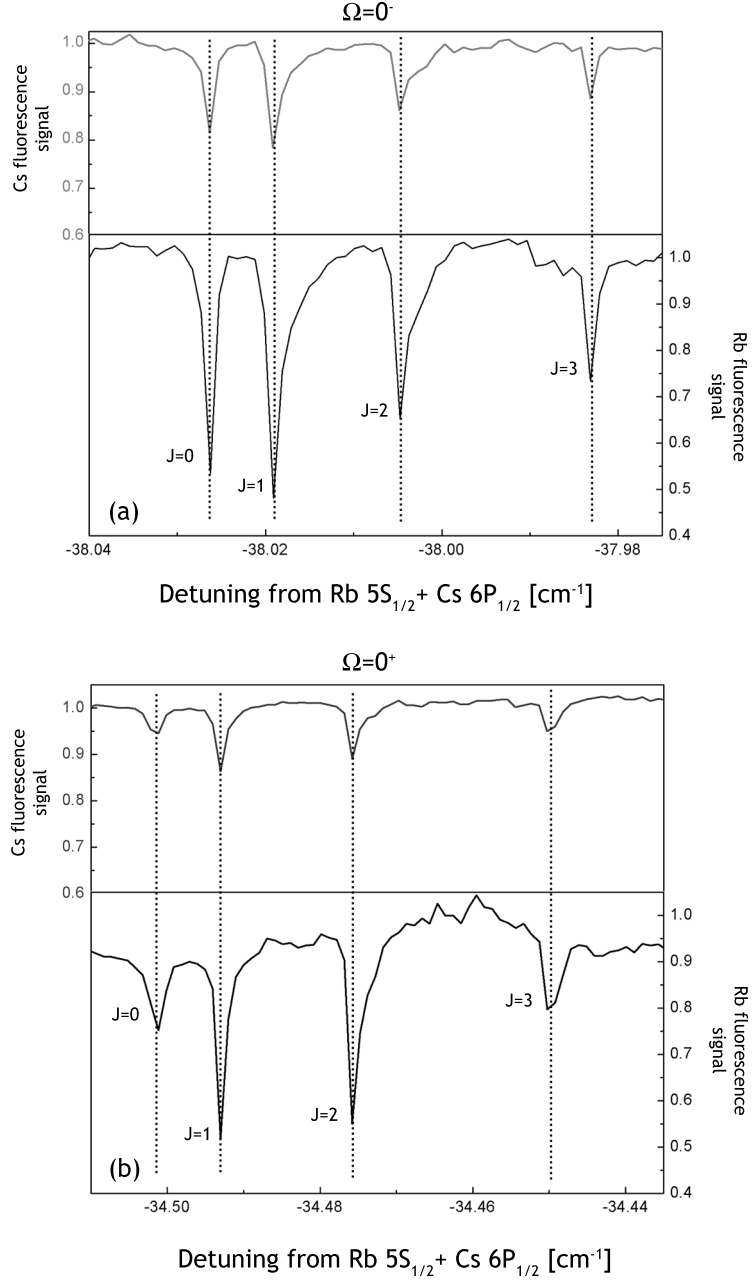 Ω=0⁻
Cs fluorescence
signal
1.0
0.9
0.8
0.7
0.6
1.0
0.9
0.8
0.7
0.6
0.5
0.4
Rb fluorescence
signal
J=0
J=1
J=2
J=3
(a)
-38.04
-38.02
-38.00
-37.98
Detuning from Rb 5S₁/₂+ Cs 6P₁/₂ [cm⁻¹]
Ω=0⁺
Cs fluorescence
signal
1.0
0.9
0.8
0.7
0.6
1.0
0.9
0.8
0.7
0.6
0.5
0.4
Rb fluorescence
signal
J=0
J=1
J=2
J=3
(b)
-34.50
-34.48
-34.46
-34.44
Detuning from Rb 5S₁/₂+ Cs 6P₁/₂ [cm⁻¹]